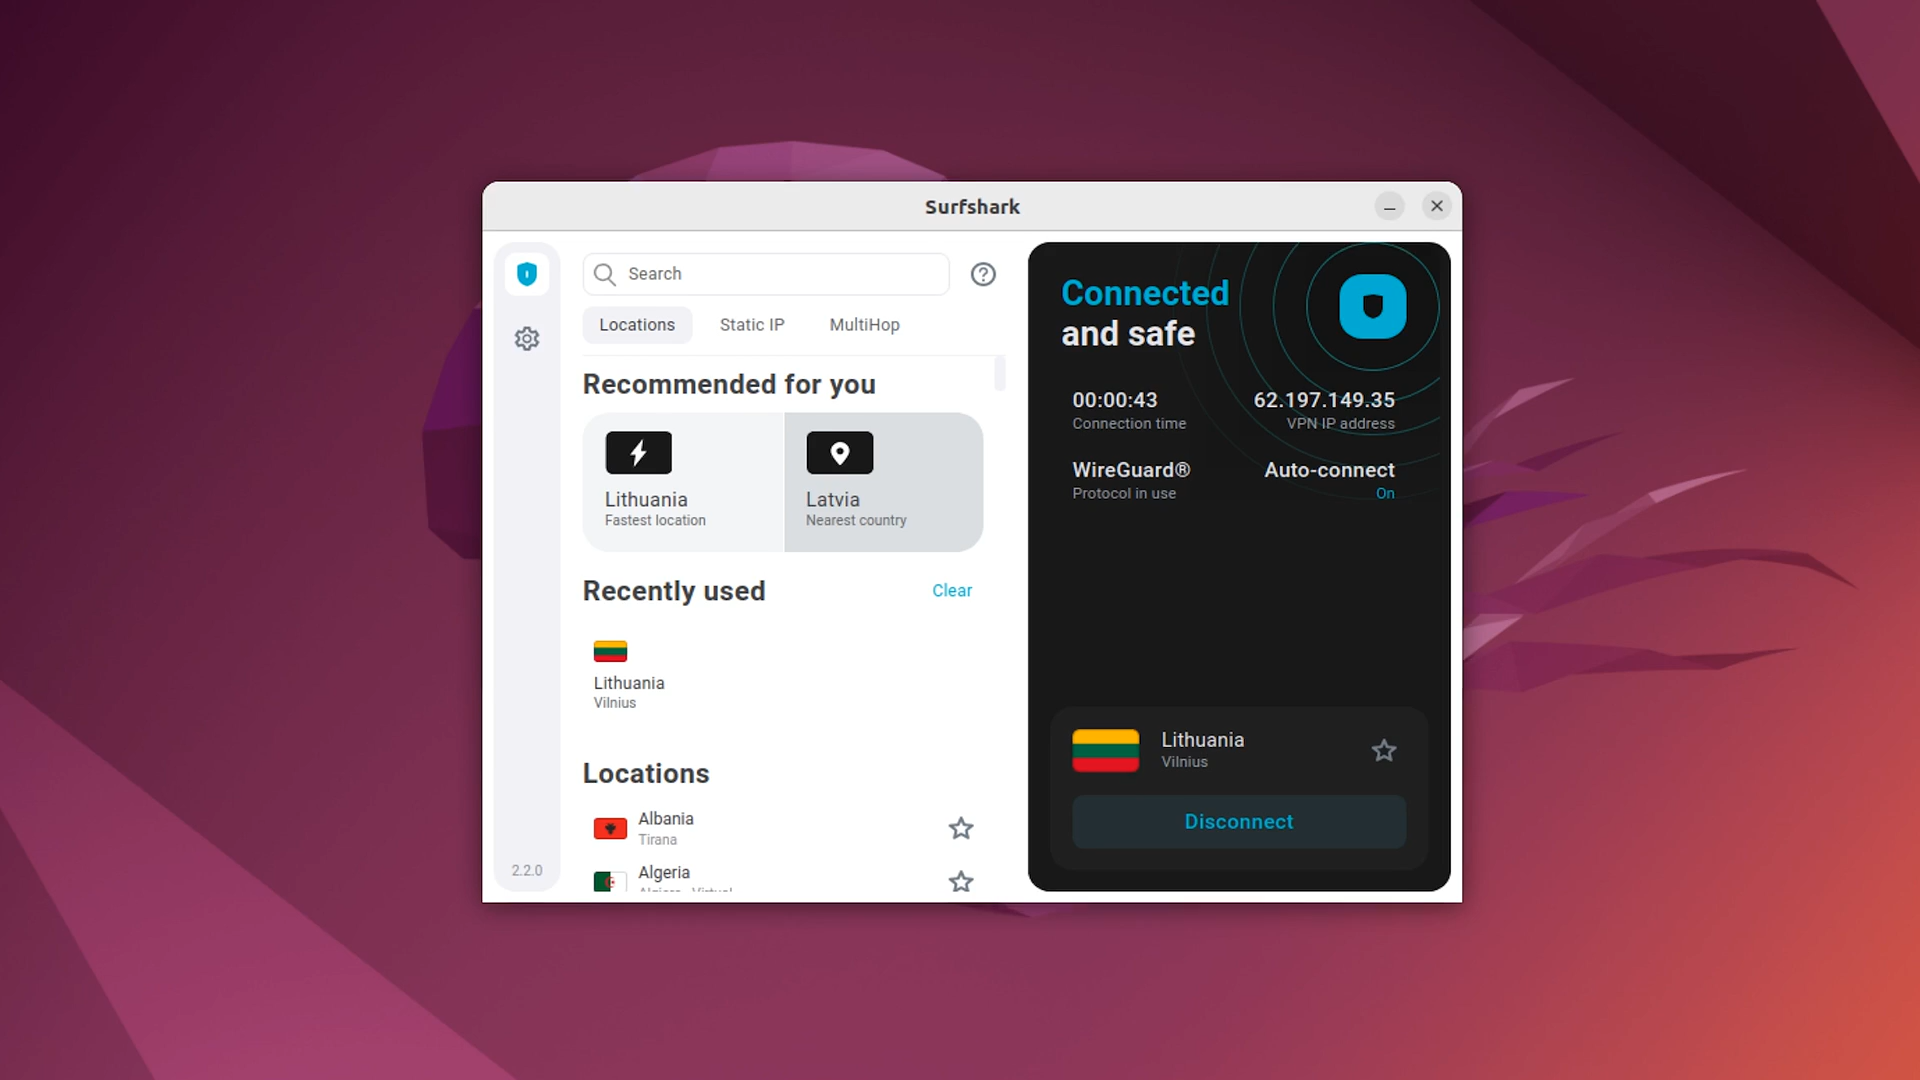 Surfshark
Search
Locations
Static IP
MultiHop
Recommended for you
Lithuania
Fastest location
Latvia
Nearest country
Recently used
Clear
Lithuania
Vilnius
Locations
Albania
Tirana
Algeria
Algiers - Virtual
2.2.0
Connected
and safe
00:00:43
Connection time
62.197.149.35
VPN IP address
WireGuard®
Protocol in use
Auto-connect
On
Lithuania
Vilnius
Disconnect